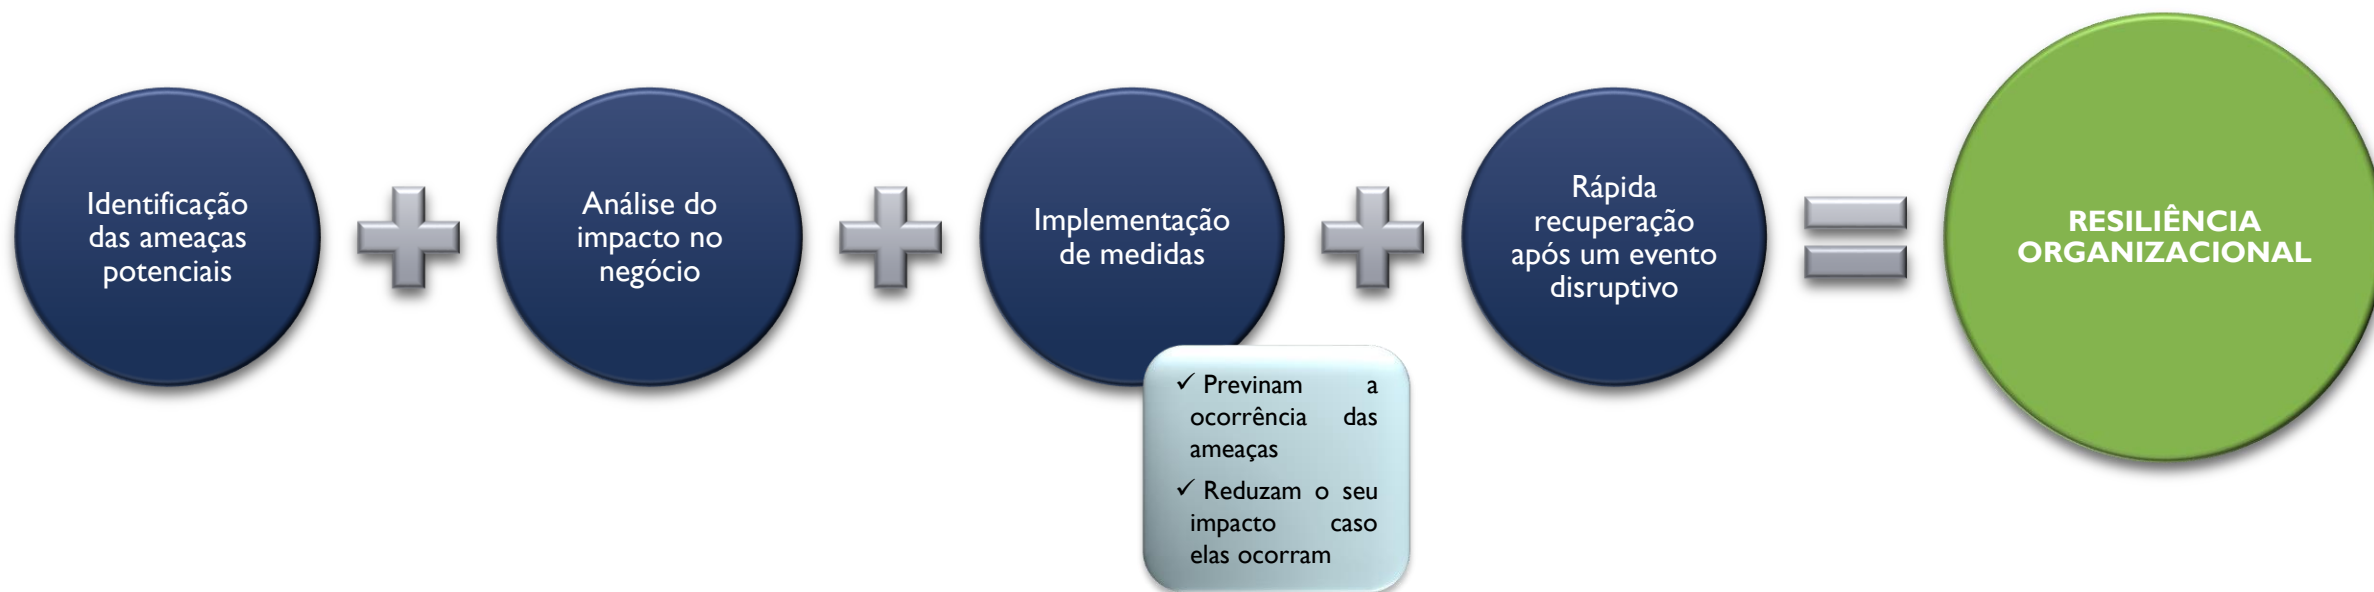 Identificação
das ameaças
potenciais
Análise do
impacto no
negócio
Implementação
de medidas
✓ Previnam a
ocorrência das
ameaças
✓ Reduzam o seu
impacto caso
elas ocorram
Rápida
recuperação
após um evento
disruptivo
RESILIÊNCIA
ORGANIZACIONAL